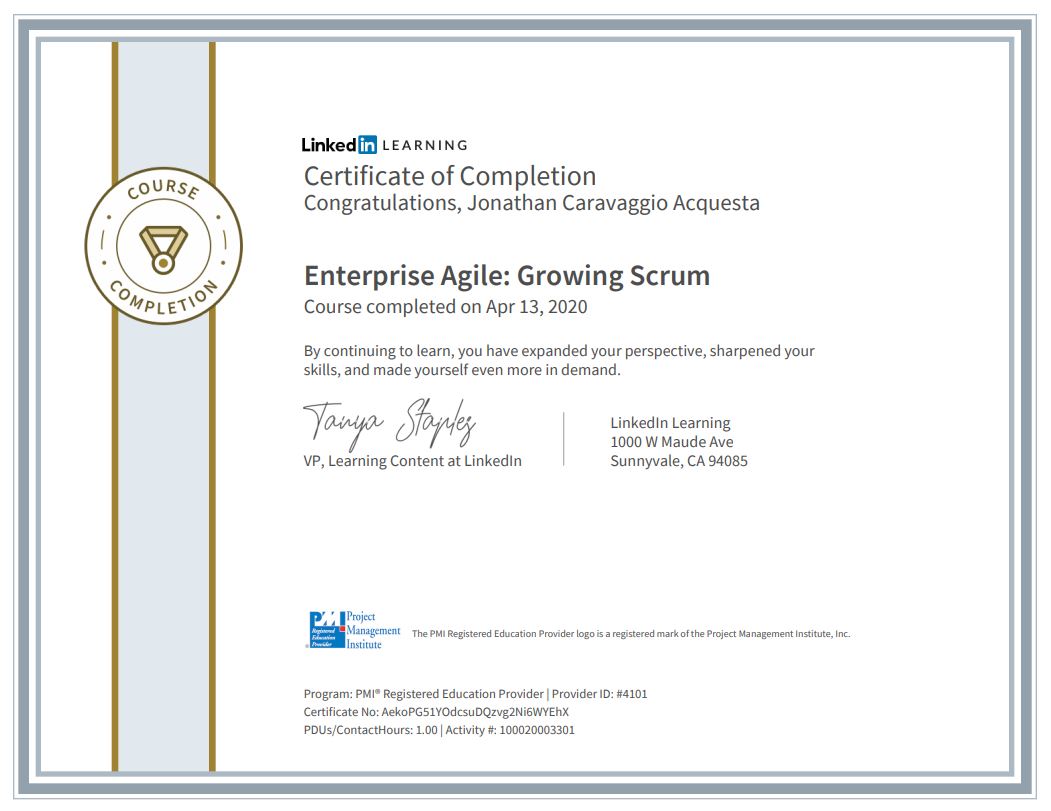 COURSE
COMPLETION
LinkedIn LEARNING
Certificate of Completion
Congratulations, Jonathan Caravaggio Acquesta
Enterprise Agile: Growing Scrum
Course completed on Apr 13, 2020
By continuing to learn, you have expanded your perspective, sharpened your
skills, and made yourself even more in demand.
Tanya Staples
VP, Learning Content at LinkedIn
LinkedIn Learning
1000 W Maude Ave
Sunnyvale, CA 94085
PMI
Registered
Education
Provider
Project
Management
Institute
The PMI Registered Education Provider logo is a registered mark of the Project Management Institute, Inc.
Program: PMI® Registered Education Provider | Provider ID: #4101
Certificate No: AekoPG51YOdcsuDQzvg2Ni6WYEhX
PDUs/ContactHours: 1.00 | Activity #: 100020003301